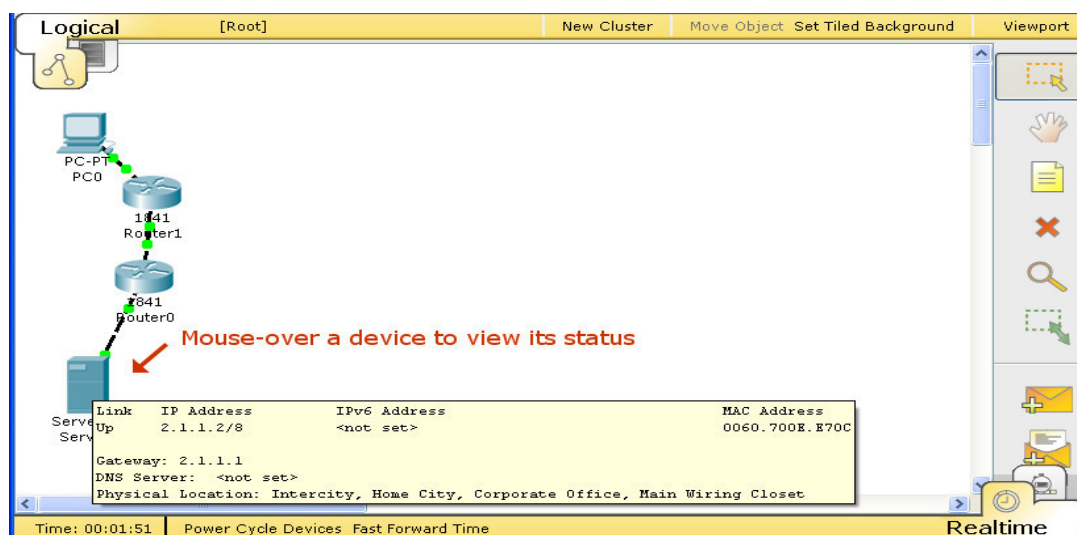 Logical [Root] New Cluster Move Object Set Tiled Background Viewport
PC-PT
PC0
1841
Router1
1841
Router0
Mouse-over a device to view its status
Link IP Address IPv6 Address MAC Address
Up 2.1.1.2/8 <not set> 0060.700E.E70C
Gateway: 2.1.1.1
DNS Server: <not set>
Physical Location: Intercity, Home City, Corporate Office, Main Wiring Closet
Time: 00:01:51 Power Cycle Devices Fast Forward Time Realtime